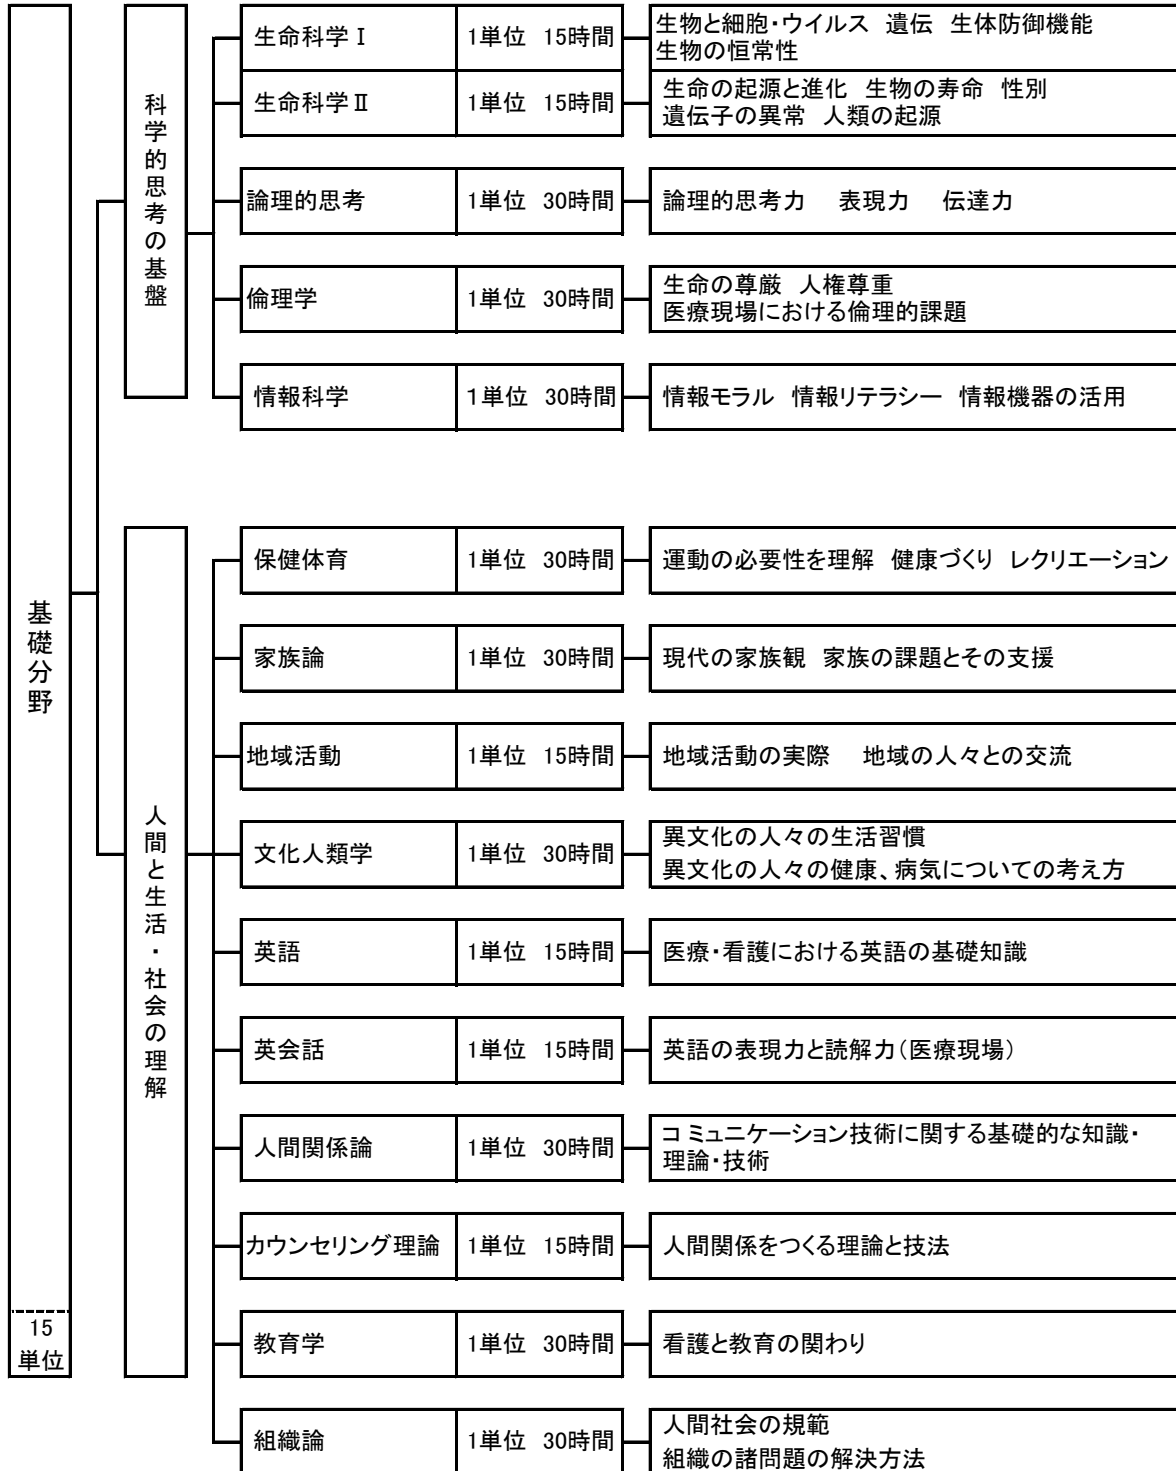 基礎分野
15
単位
科学的思考の基盤
生命科学Ⅰ 1単位 15時間 生物と細胞・ウイルス 遺伝 生体防御機能
生物の恒常性
生命科学Ⅱ 1単位 15時間 生命の起源と進化 生物の寿命 性別
遺伝子の異常 人類の起源
論理的思考 1単位 30時間 論理的思考力 表現力 伝達力
倫理学 1単位 30時間 生命の尊厳 人権尊重
医療現場における倫理的課題
情報科学 1単位 30時間 情報モラル 情報リテラシー 情報機器の活用
人間と生活・社会の理解
保健体育 1単位 30時間 運動の必要性を理解 健康づくり レクリエーション
家族論 1単位 30時間 現代の家族観 家族の課題とその支援
地域活動 1単位 15時間 地域活動の実際 地域の人々との交流
文化人類学 1単位 30時間 異文化の人々の生活習慣
異文化の人々の健康、病気についての考え方
英語 1単位 15時間 医療・看護における英語の基礎知識
英会話 1単位 15時間 英語の表現力と読解力（医療現場）
人間関係論 1単位 30時間 コミュニケーション技術に関する基礎的な知識・
理論・技術
カウンセリング理論 1単位 15時間 人間関係をつくる理論と技法
教育学 1単位 30時間 看護と教育の関わり
組織論 1単位 30時間 人間社会の規範
組織の諸問題の解決方法